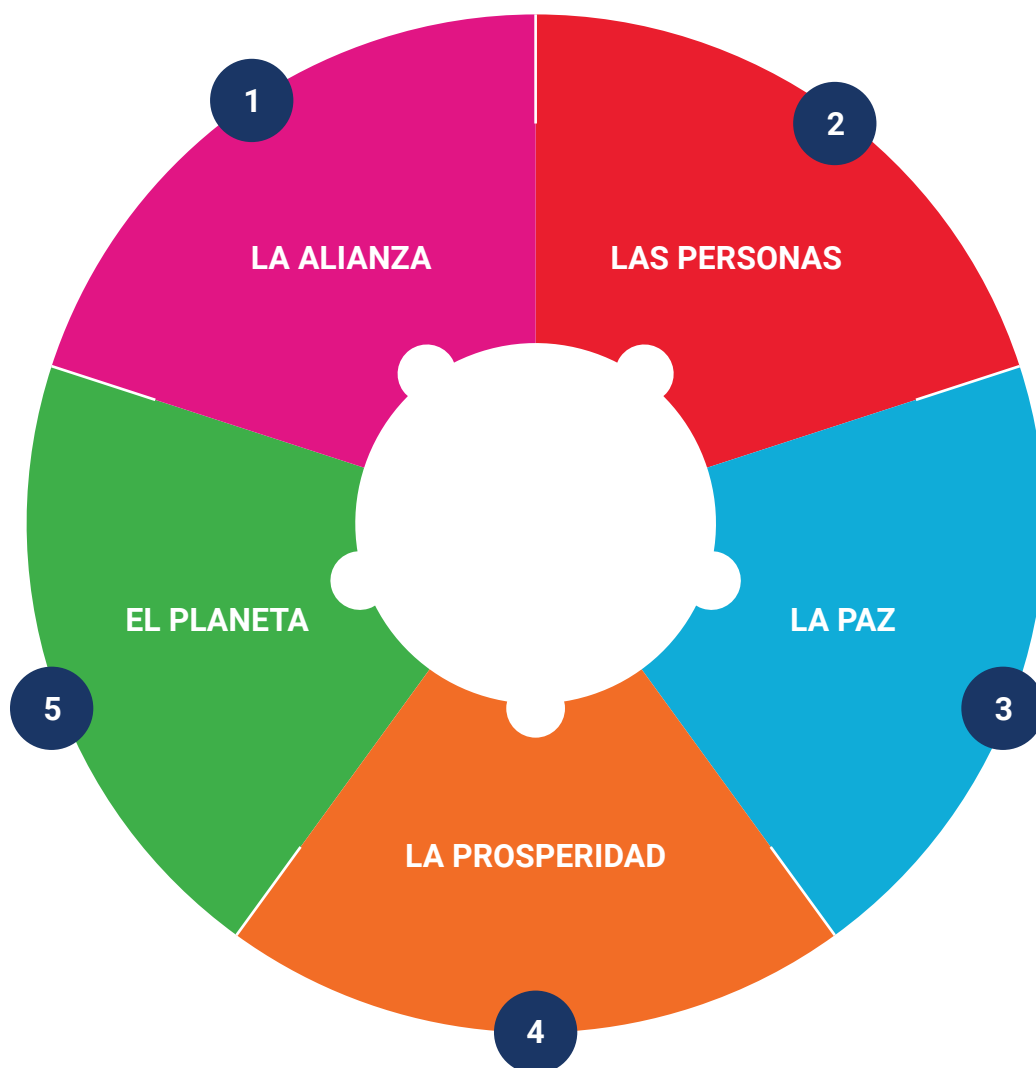 1
LA ALIANZA
2
LAS PERSONAS
3
LA PAZ
4
LA PROSPERIDAD
5
EL PLANETA